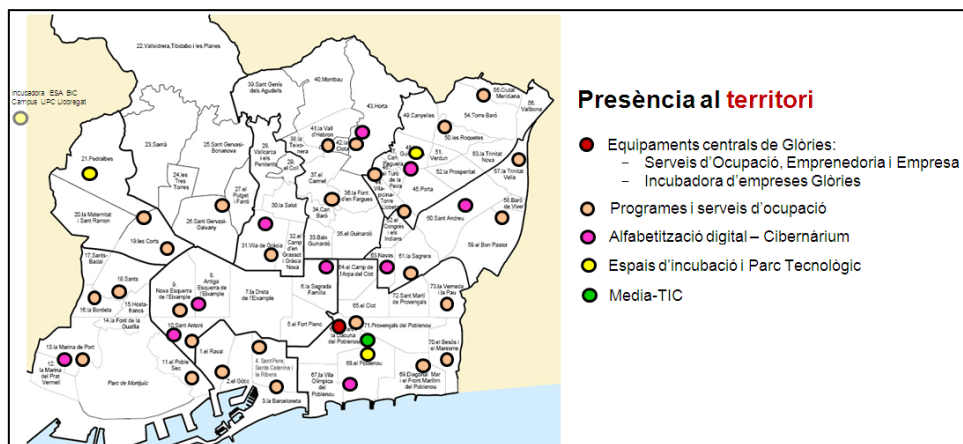 22.Vallvidrera,Tibidabo i les Planes
40.Montbau
39.Sant Genís
dels Agudells
Incubadora ESA BIC
Campus UPC Llobregat
43.Horta
56.Ciutat
Meridiana
55.
Vallbona
49.Canyelles
54.Torre Baró
50.les Roquetes
23.Sarrià
25.Sant Gervasi-
Bonanova
41.la Vall
d'Hebron
38.la
Teixonera
42.la
Clota
28.
Vallcarca
i els
Penitents
29.
el Coll
51.
Verdun
53.la Trinitat
Nova
57.la Trinitat
Vella
52.la Prosperitat
21.Pedralbes
24.les
Tres
Torres
27.el
Putget
i Farró
37.el
Carmel
36.la Font
d'en Fargues
el Turó
de la
Peira
45.Porta
20.la Maternitat
i Sant Ramon
26.Sant Gervasi-
Galvany
30.la Salut
34.Can
Baró
60.Sant Andreu
58.Baró
de Viver
19.les Corts
31.Vila de Gràcia
32.el Camp
d'en
Grassot
i Gràcia
Nova
33.Baix
Guinardó
35.el Guinardó
el
Congrés
i els
Indians
59.el Bon Pastor
17.Sants-
Badal
63.Navas
61.la Sagrera
18.Sants
9.
Nova Esquerra
de l'Eixample
8.
Antiga
Esquerra de
l'Eixample
7.la Dreta de
l'Eixample
6.la Sagrada
Família
64.el Camp de
l'Arpa del Clot
16.la Bordeta
15.Hosta-
francs
14.la Font de la
Guatlla
72.Sant Martí
de Provençals
73.la Verneda
i la Pau
65.el Clot
10.Sant Antoni
5.el Fort Pienc
la Llacuna
del Poblenou
71.Provençals del Poblenou
13.la Marina de Port
12.
la Marina
del Prat
Vermell
11.el Poble
Sec
1.el Raval
4. Sant Pere,
Santa Caterina i
la Ribera
68.el Poblenou
70.el Besòs i
el Maresme
Parc de Montjuïc
2.el Gòtic
3.la Barceloneta
67.la Vila
Olímpica
del Poblenou
69.Diagonal Mar
i el Front Marítim
del Poblenou
Presència al territori
Equipaments centrals de Glòries:
– Serveis d'Ocupació, Emprenedoria i Empresa
– Incubadora d'empreses Glòries
Programes i serveis d'ocupació
Alfabetització digital – Cibernàrium
Espais d'incubació i Parc Tecnològic
Media-TIC